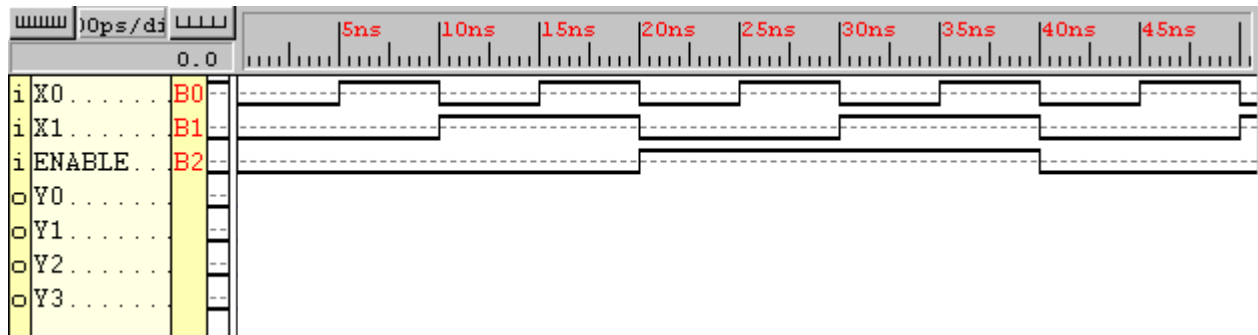 00ps/di 5ns 10ns 15ns 20ns 25ns 30ns 35ns 40ns 45ns
0.0
i X0....... B0
i X1....... B1
i ENABLE... B2
o Y0.......
o Y1.......
o Y2.......
o Y3.......